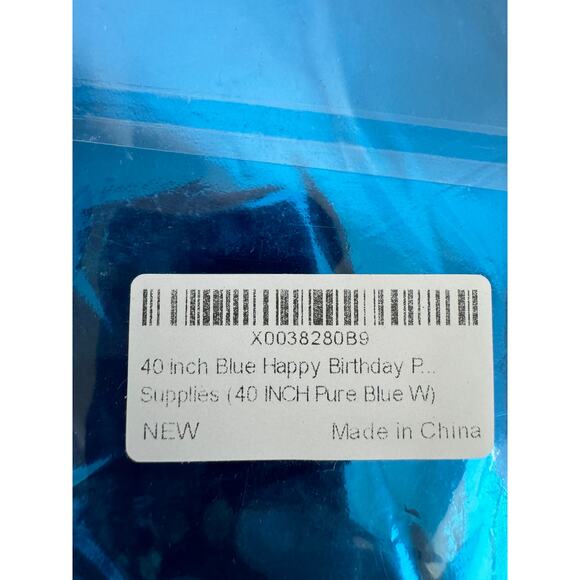 X0038280B9
40 inch Blue Happy Birthday P...
Supplies (40 INCH Pure Blue W)
NEW Made in China